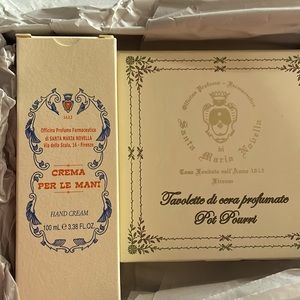 1612
Officina Profumo Farmaceutica
di SANTA MARIA NOVELLA
Via della Scala, 16 - Firenze
CREMA
PER LE MANI
HAND CREAM
100 mL e 3.38 FL.OZ.
Officina Profumo - Farmaceutica
Santa Maria Novella
di
Casa Fondata nell'Anno 1612
Firenze
Tavolette di cera profumate
Pot Pourri